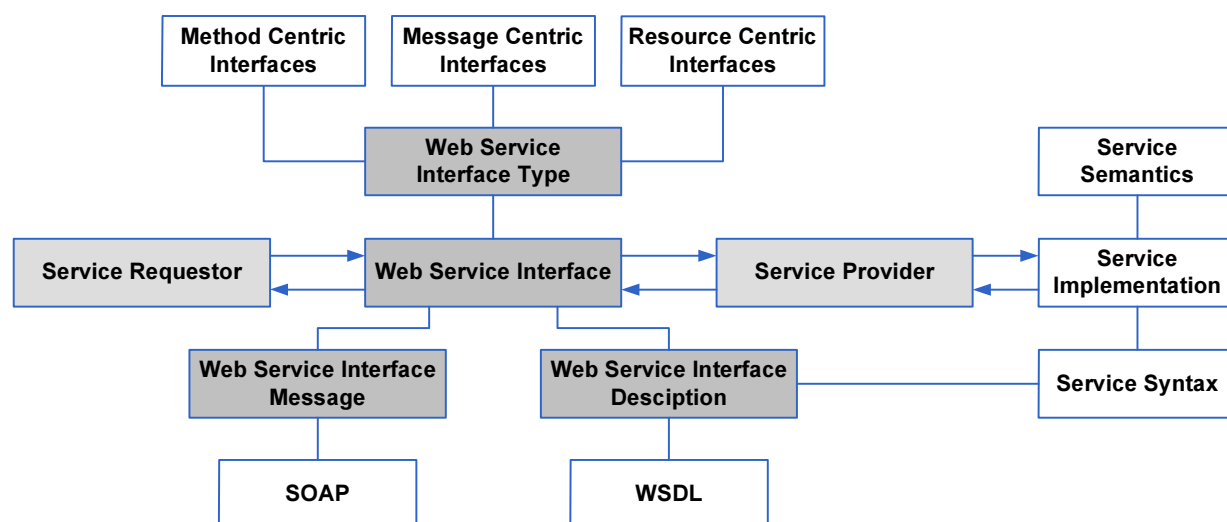 Method Centric
Interfaces
Message Centric
Interfaces
Resource Centric
Interfaces
Web Service
Interface Type
Service
Semantics
Service Requestor
Web Service Interface
Service Provider
Service
Implementation
Web Service Interface
Message
Web Service Interface
Desciption
Service Syntax
SOAP
WSDL